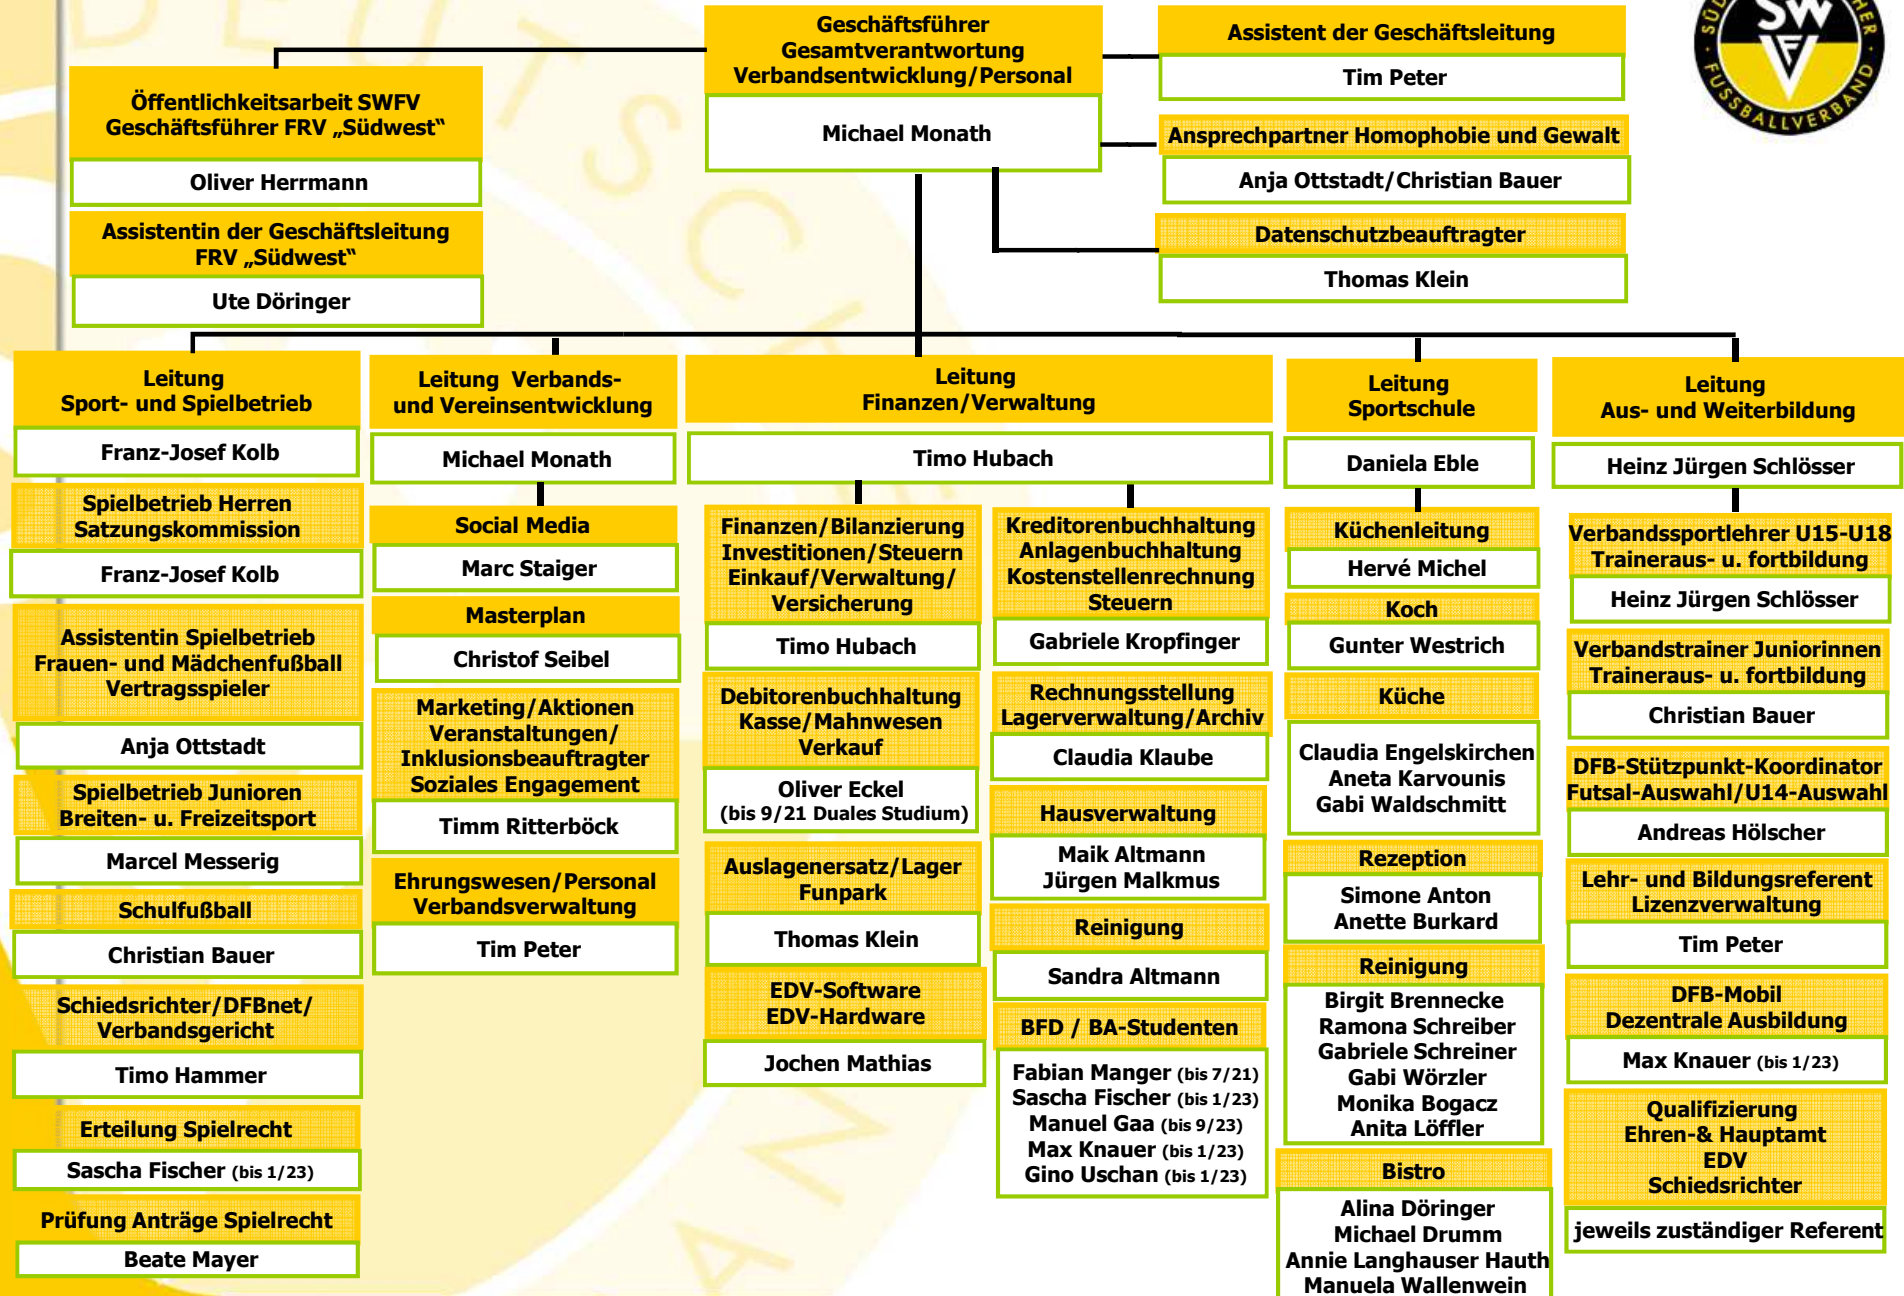 Geschäftsführer
Gesamtverantwortung
Verbandsentwicklung/Personal
Michael Monath
Assistent der Geschäftsleitung
Tim Peter
Ansprechpartner Homophobie und Gewalt
Anja Ottstadt/Christian Bauer
Datenschutzbeauftragter
Thomas Klein
SWFV
FUSSBALLVERBAND
Öffentlichkeitsarbeit SWFV
Geschäftsführer FRV „Südwest“
Oliver Herrmann
Assistentin der Geschäftsleitung
FRV „Südwest“
Ute Döringer
Leitung
Sport- und Spielbetrieb
Franz-Josef Kolb
Spielbetrieb Herren
Satzungskommission
Franz-Josef Kolb
Assistentin Spielbetrieb
Frauen- und Mädchenfußball
Vertragsspieler
Anja Ottstadt
Spielbetrieb Junioren
Breiten- u. Freizeitsport
Marcel Messerig
Schulfußball
Christian Bauer
Schiedsrichter/DFBnet/
Verbandsgericht
Timo Hammer
Erteilung Spielrecht
Sascha Fischer (bis 1/23)
Prüfung Anträge Spielrecht
Beate Mayer
Leitung Verbands-
und Vereinsentwicklung
Michael Monath
Social Media
Marc Staiger
Masterplan
Christof Seibel
Marketing/Aktionen
Veranstaltungen/
Inklusionsbeauftragter
Soziales Engagement
Timm Ritterböck
Ehrungswesen/Personal
Verbandsverwaltung
Tim Peter
Leitung
Finanzen/Verwaltung
Timo Hubach
Finanzen/Bilanzierung
Investitionen/Steuern
Einkauf/Verwaltung/
Versicherung
Timo Hubach
Debitorenbuchhaltung
Kasse/Mahnwesen
Verkauf
Oliver Eckel
(bis 9/21 Duales Studium)
Auslagenersatz/Lager
Funpark
Thomas Klein
EDV-Software
EDV-Hardware
Jochen Mathias
Kreditorenbuchhaltung
Anlagenbuchhaltung
Kostenstellenrechnung
Steuern
Gabriele Kropfinger
Rechnungsstellung
Lagerverwaltung/Archiv
Claudia Klaube
Hausverwaltung
Maik Altmann
Jürgen Malkmus
Reinigung
Sandra Altmann
BFD / BA-Studenten
Fabian Manger (bis 7/21)
Sascha Fischer (bis 1/23)
Manuel Gaa (bis 9/23)
Max Knauer (bis 1/23)
Gino Uschan (bis 1/23)
Leitung
Sportschule
Daniela Eble
Küchenleitung
Hervé Michel
Koch
Gunter Westrich
Küche
Claudia Engelskirchen
Aneta Karvounis
Gabi Waldschmitt
Rezeption
Simone Anton
Anette Burkard
Reinigung
Birgit Brennecke
Ramona Schreiber
Gabriele Schreiner
Gabi Wörzler
Monika Bogacz
Anita Löffler
Bistro
Alina Döringer
Michael Drumm
Annie Langhauser Hauth
Manuela Wallenwein
Leitung
Aus- und Weiterbildung
Heinz Jürgen Schlösser
Verbandssportlehrer U15-U18
Traineraus- u. fortbildung
Heinz Jürgen Schlösser
Verbandstrainer Juniorinnen
Traineraus- u. fortbildung
Christian Bauer
DFB-Stützpunkt-Koordinator
Futsal-Auswahl/U14-Auswahl
Andreas Hölscher
Lehr- und Bildungsreferent
Lizenzverwaltung
Tim Peter
DFB-Mobil
Dezentrale Ausbildung
Max Knauer (bis 1/23)
Qualifizierung
Ehren-& Hauptamt
EDV
Schiedsrichter
jeweils zuständiger Referent